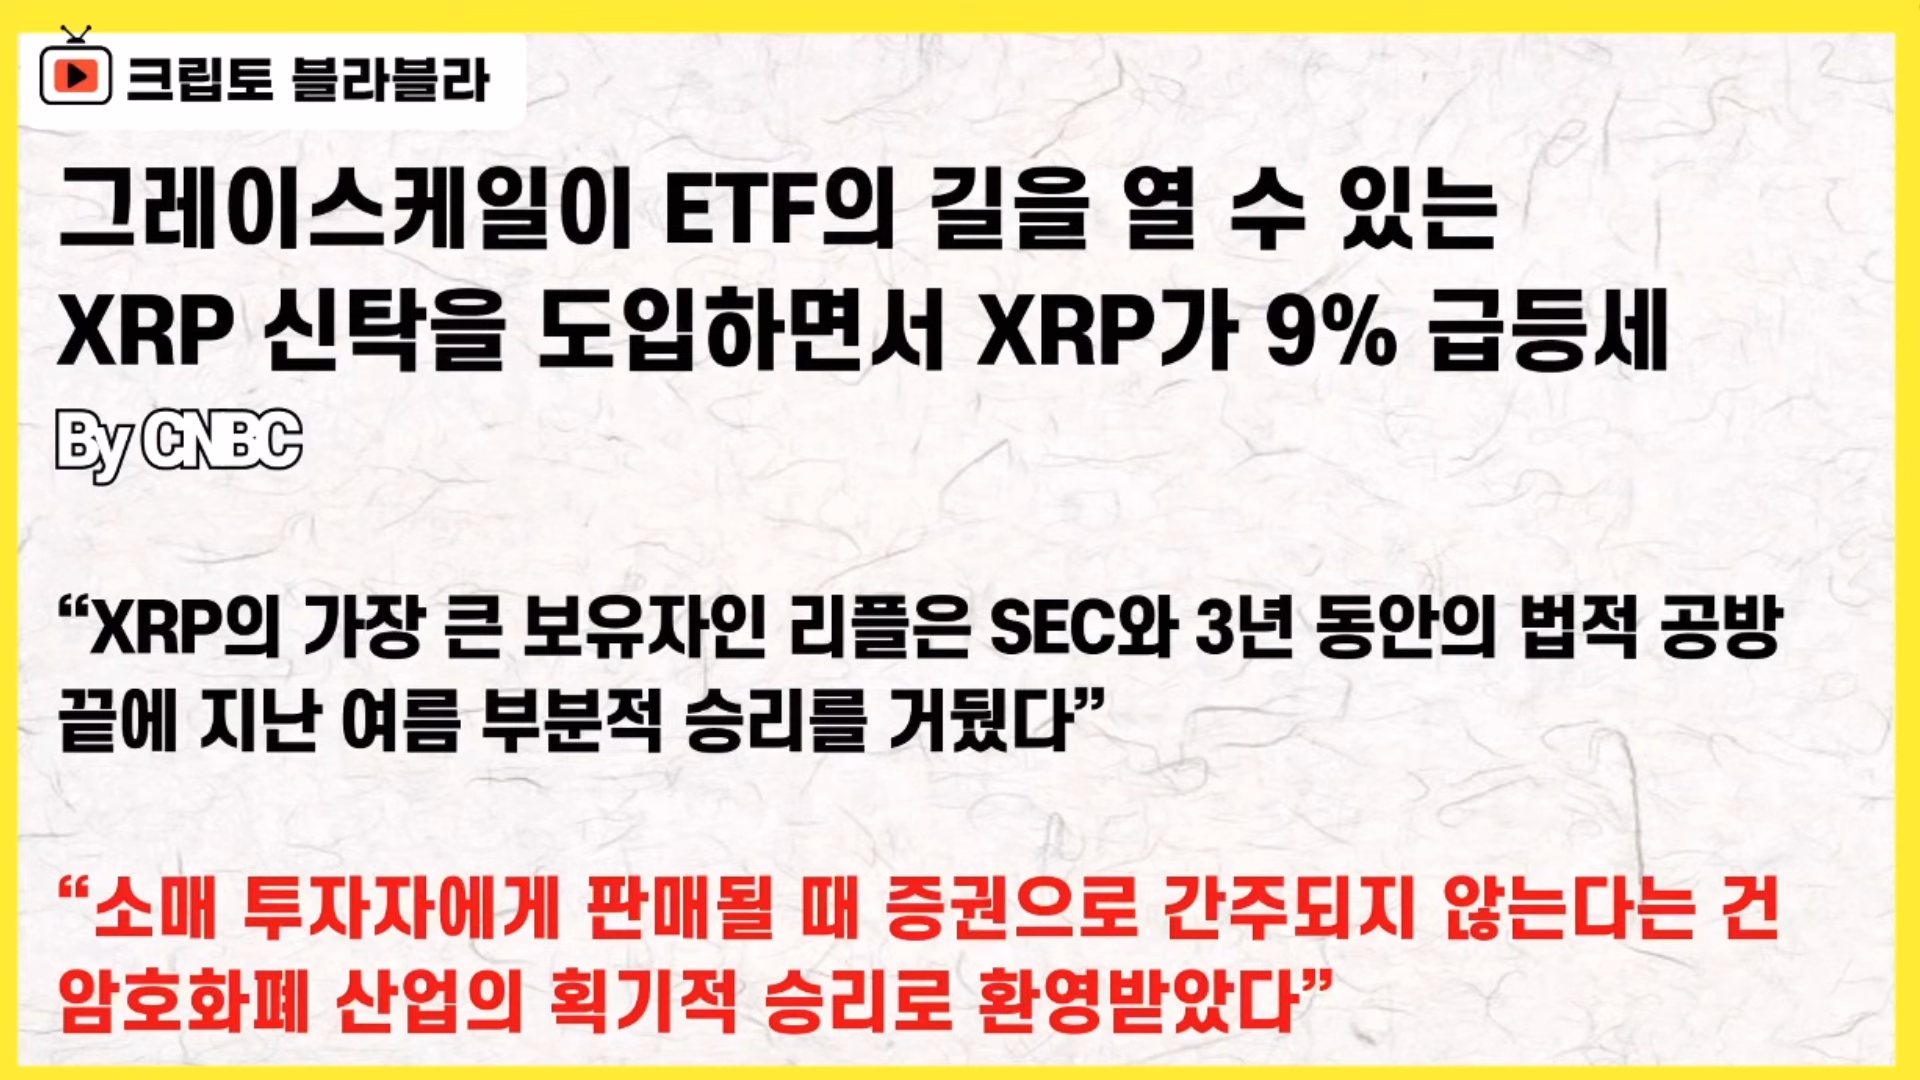 크립토 블라블라
그레이스케일이 ETF의 길을 열 수 있는
XRP 신탁을 도입하면서 XRP가 9% 급등세
By CNBC
“XRP의 가장 큰 보유자인 리플은 SEC와 3년 동안의 법적 공방
끝에 지난 여름 부분적 승리를 거뒀다”
“소매 투자자에게 판매될 때 증권으로 간주되지 않는다는 건
암호화폐 산업의 획기적 승리로 환영받았다”